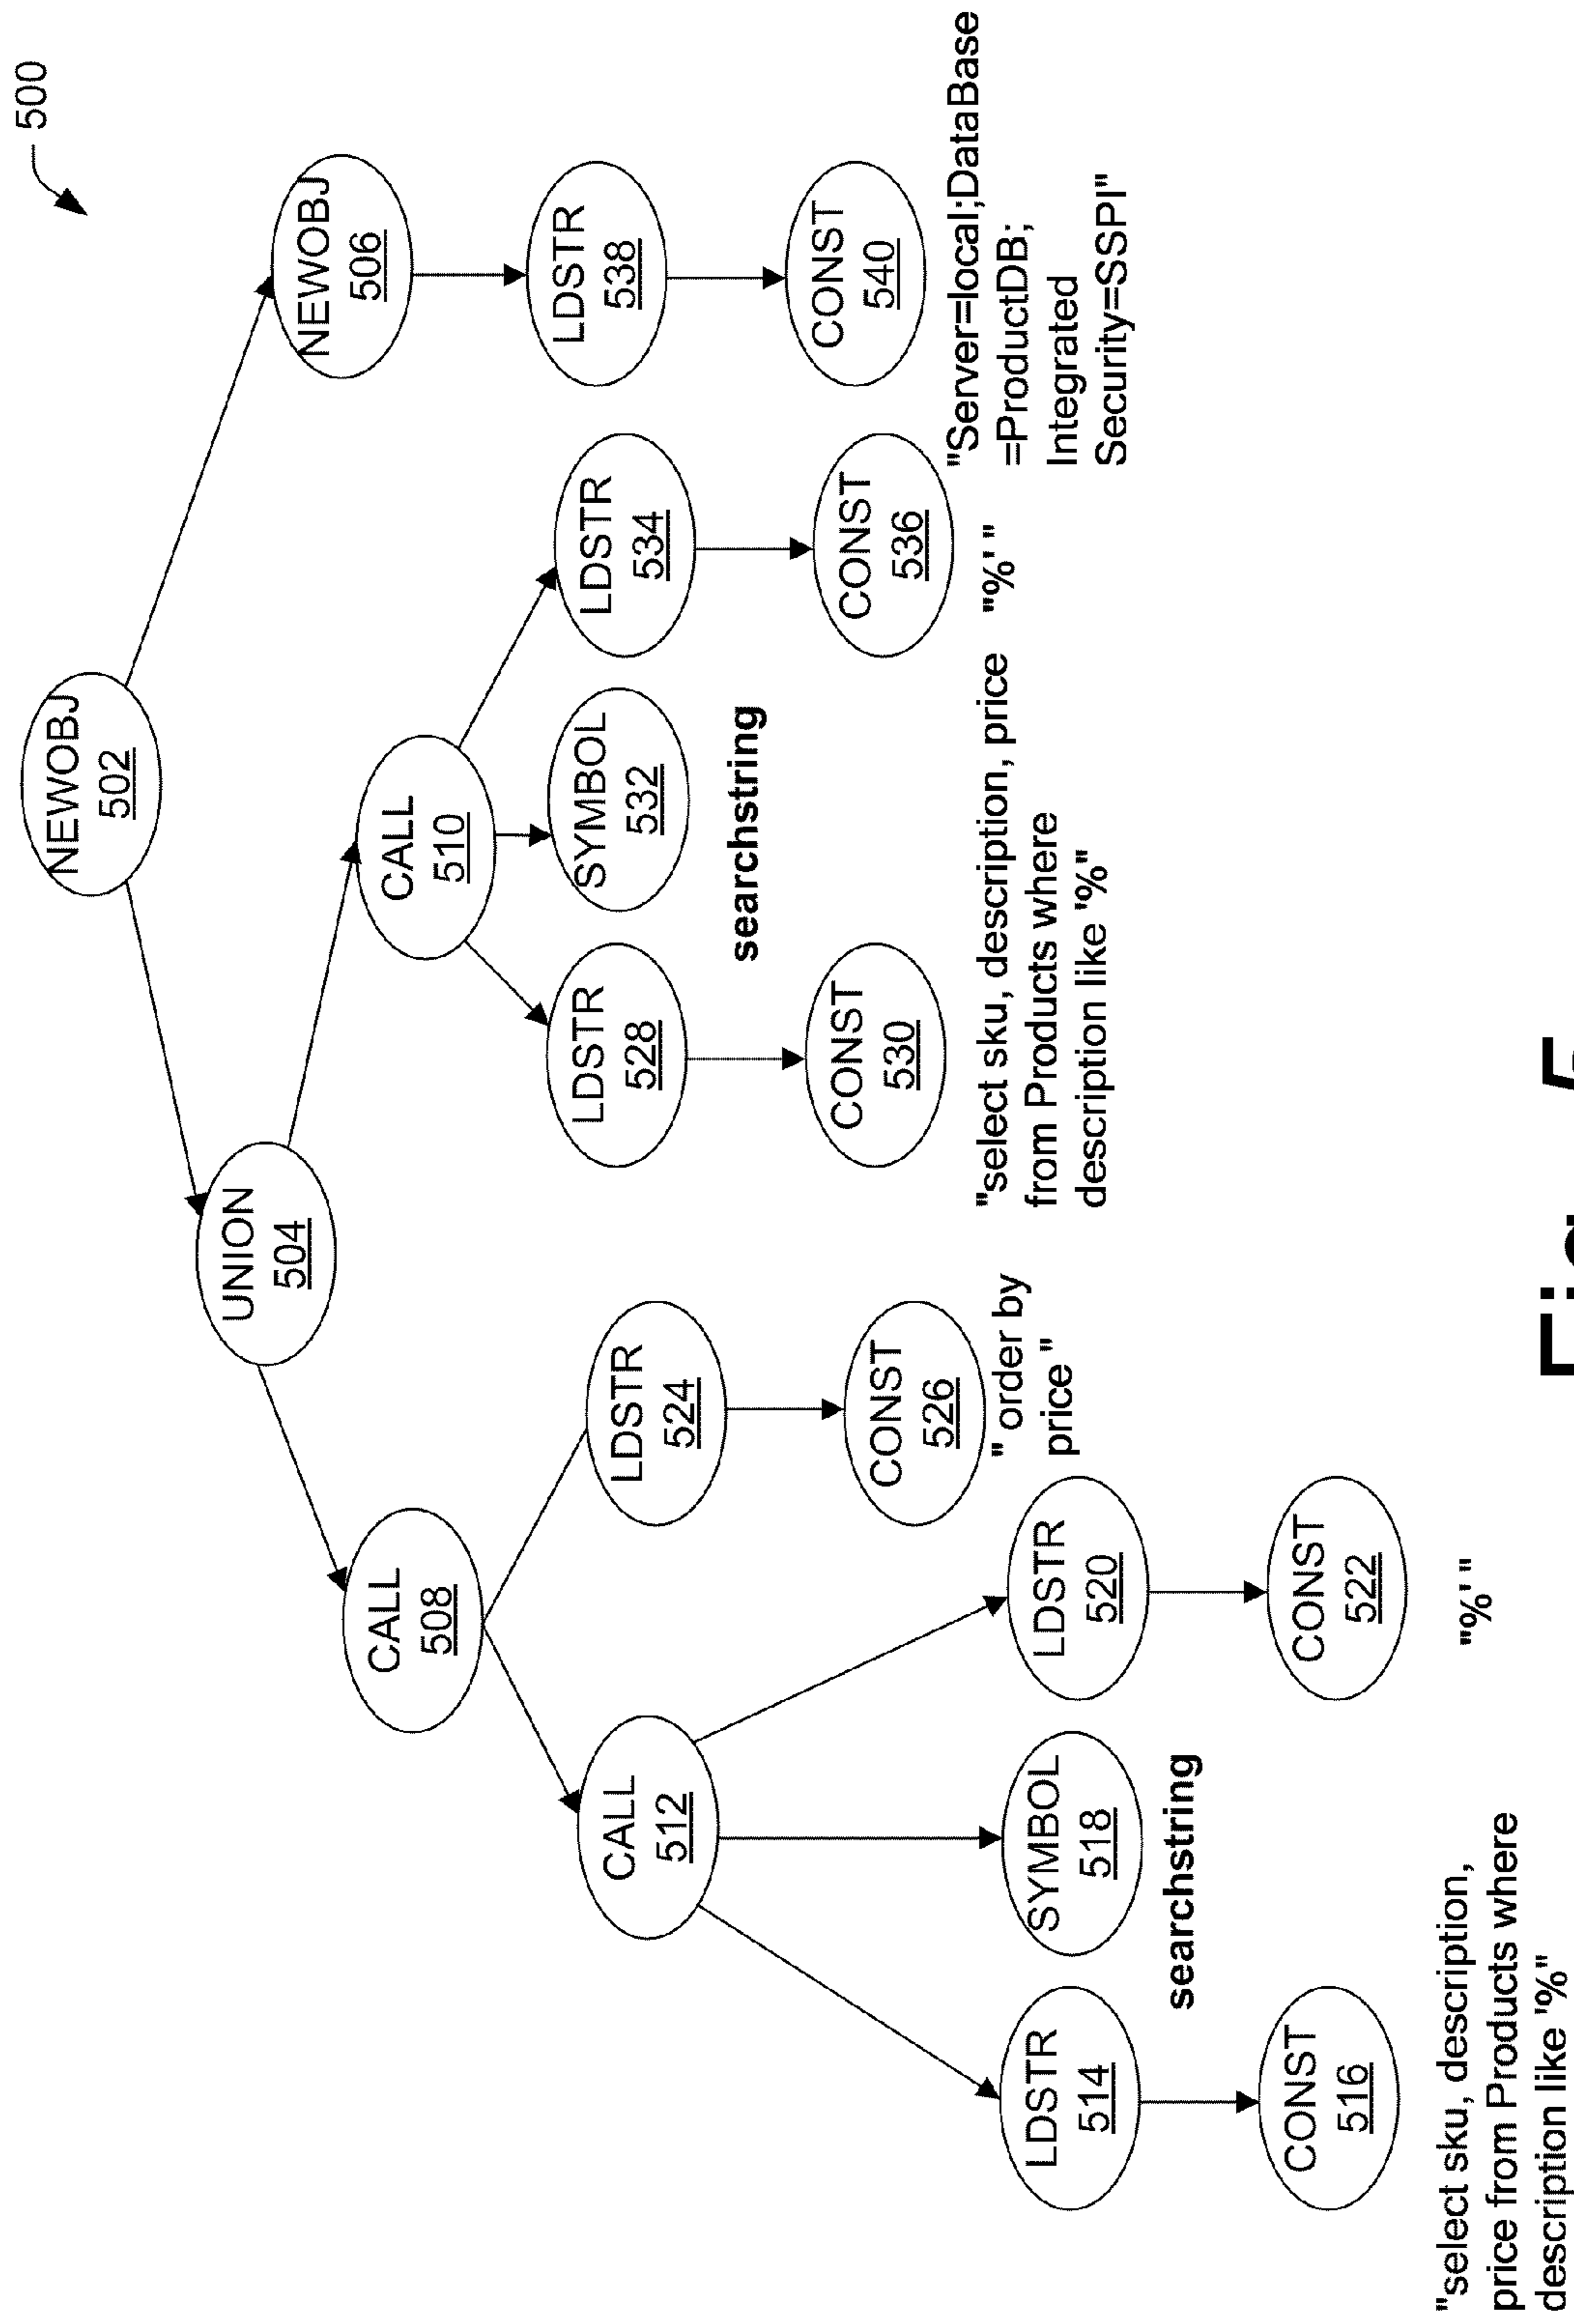 500
NEWOBJ
502
NEWOBJ
506
UNION
504
CALL
508
CALL
510
CALL
512
LDSTR
524
LDSTR
528
SYMBOL
532
LDSTR
534
LDSTR
538
searchstring
CONST
526
CONST
530
CONST
536
CONST
540
" order by
price "
"select sku, description, price
from Products where
description like '%"
"%' "
"Server=local;DataBase
=ProductDB;
Integrated
Security=SSPI"
LDSTR
514
SYMBOL
518
LDSTR
520
searchstring
CONST
516
CONST
522
"select sku, description,
price from Products where
description like '%"
"%' "